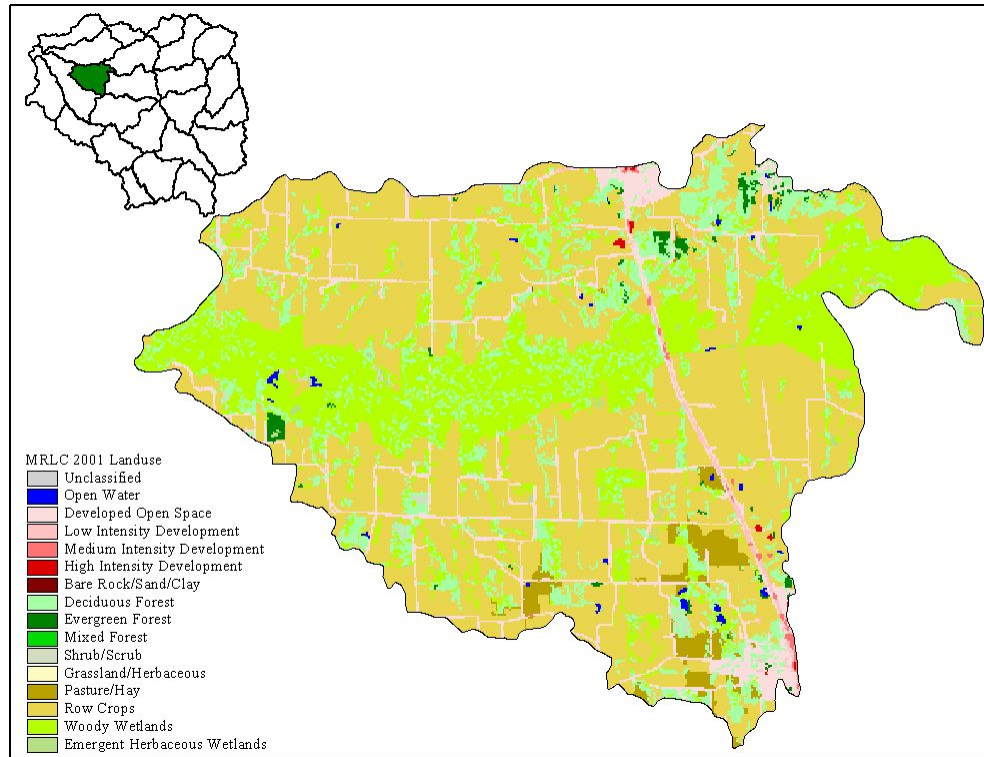 MRLC 2001 Landuse
Unclassified
Open Water
Developed Open Space
Low Intensity Development
Medium Intensity Development
High Intensity Development
Bare Rock/Sand/Clay
Deciduous Forest
Evergreen Forest
Mixed Forest
Shrub/Scrub
Grassland/Herbaceous
Pasture/Hay
Row Crops
Woody Wetlands
Emergent Herbaceous Wetlands